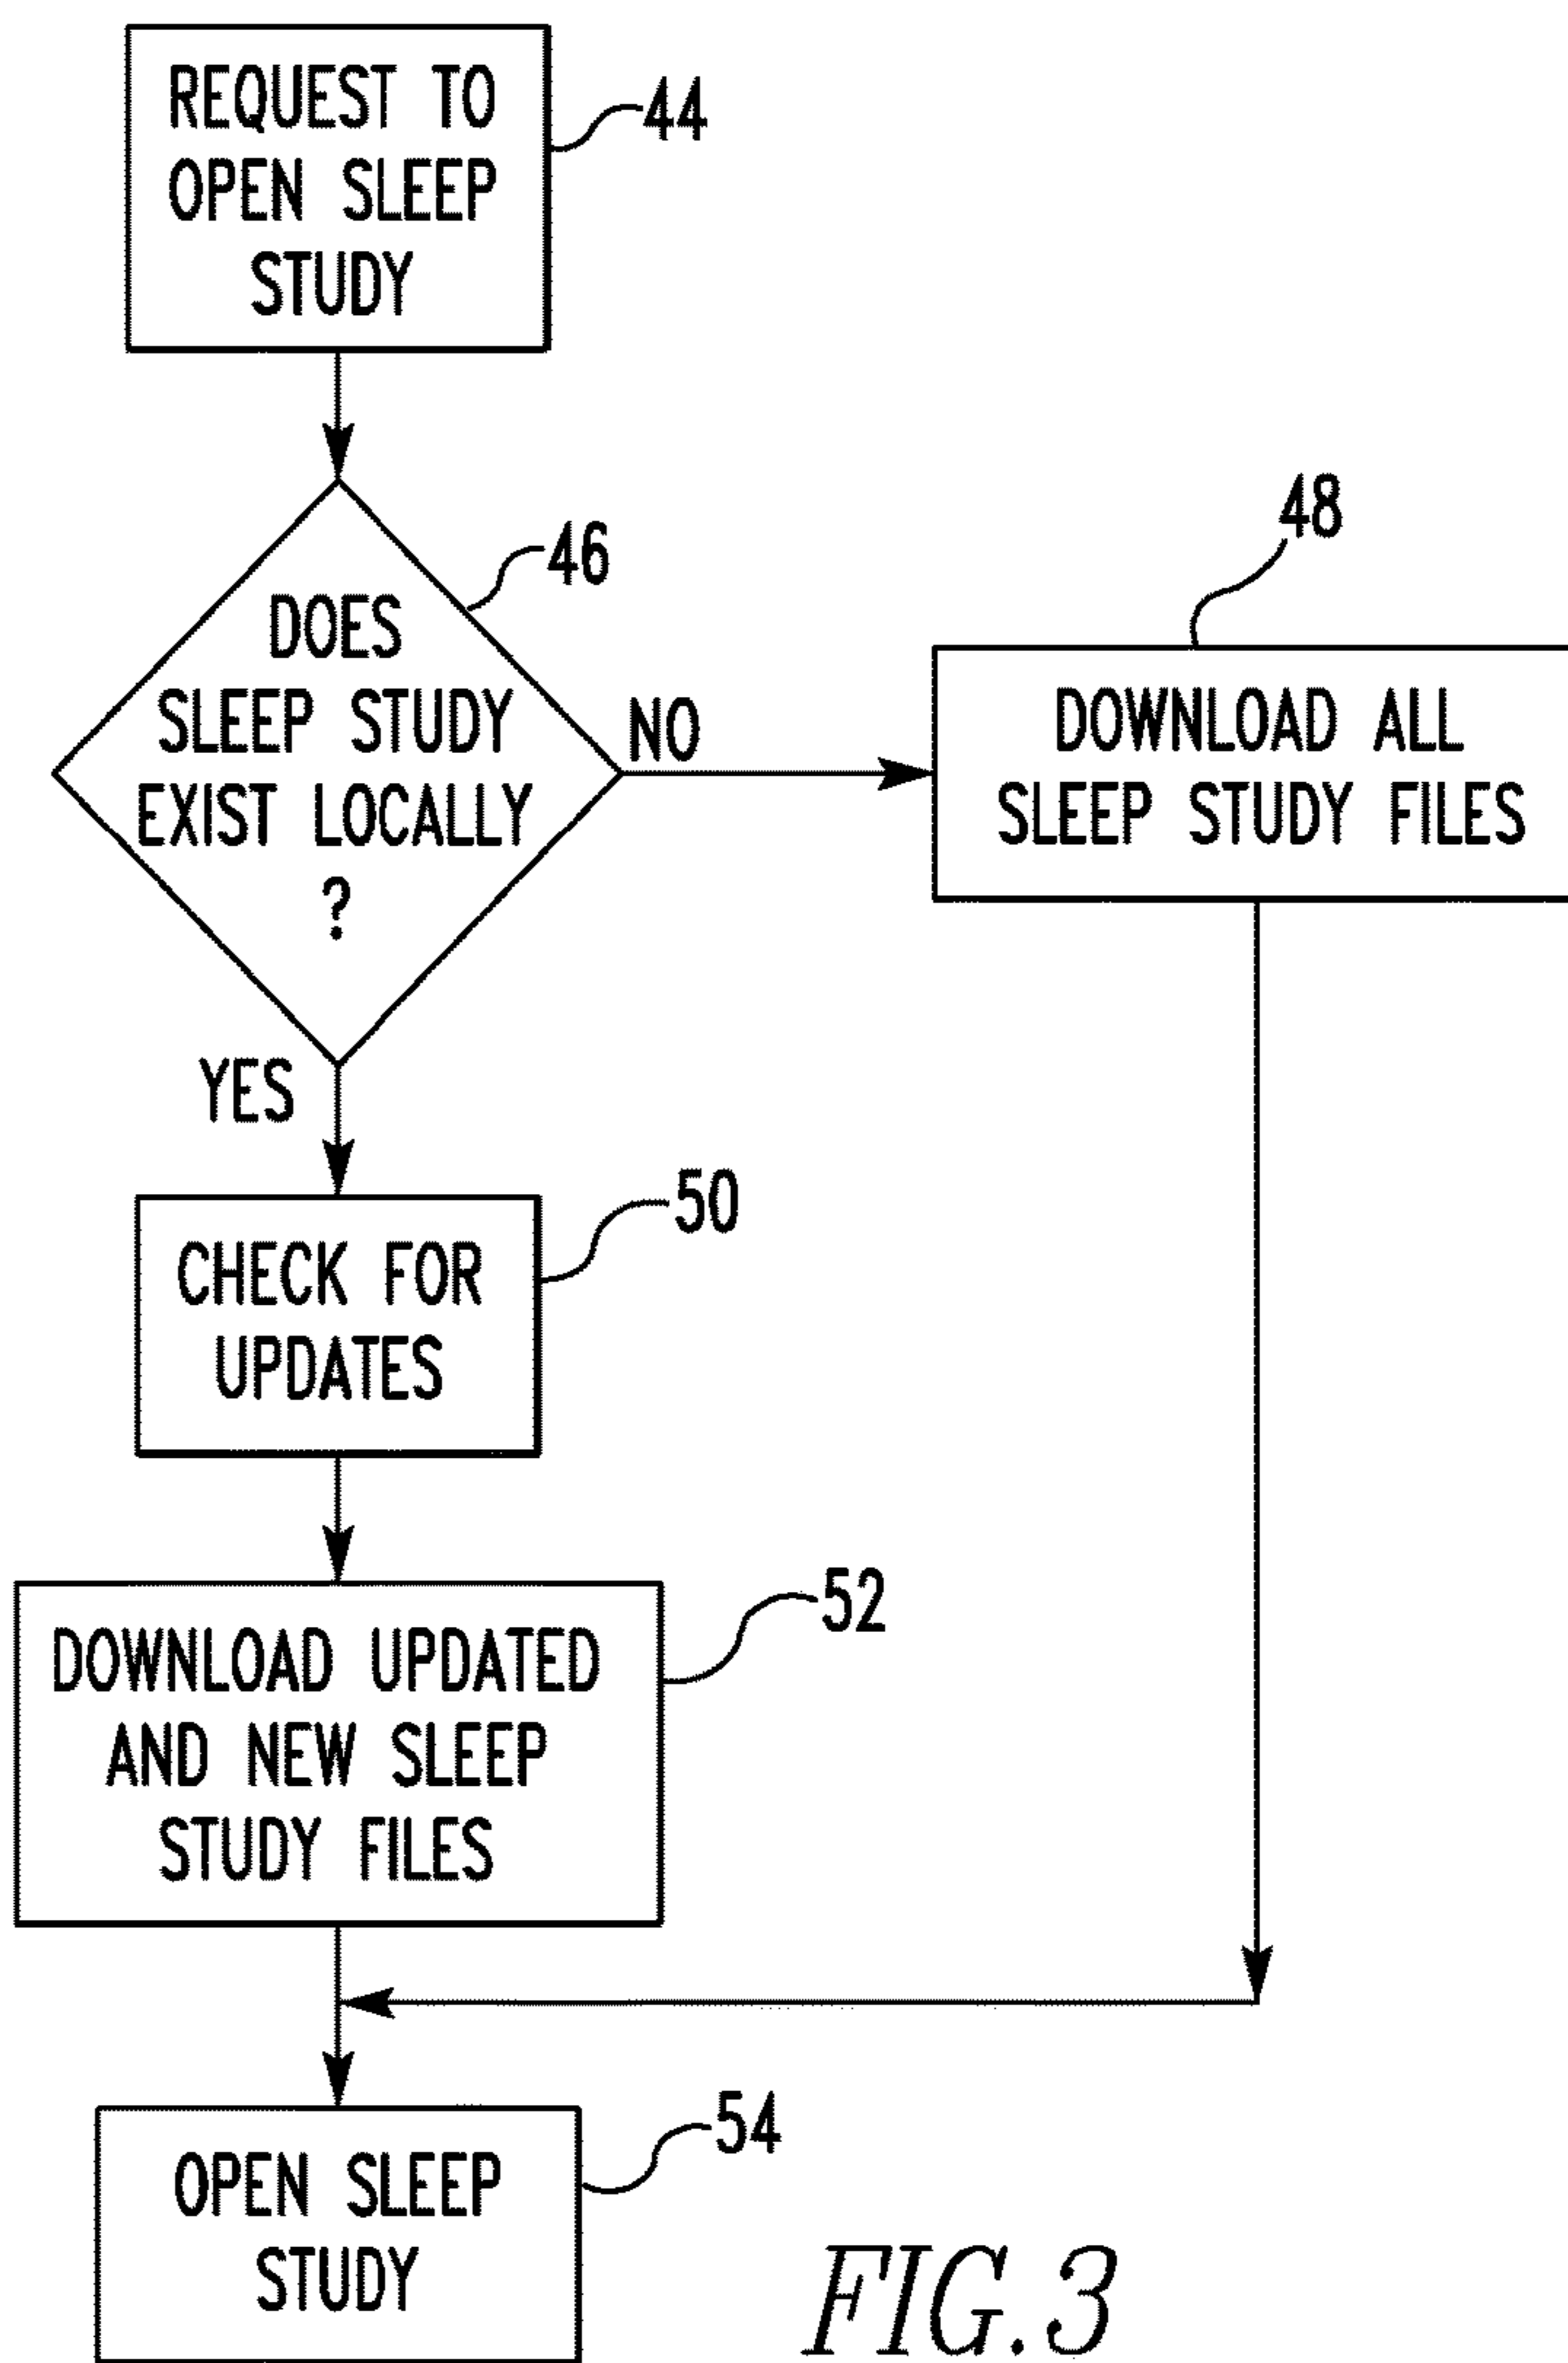 REQUEST TO
OPEN SLEEP
STUDY
44
46
DOES
SLEEP STUDY
EXIST LOCALLY
?
NO
48
DOWNLOAD ALL
SLEEP STUDY FILES
YES
50
CHECK FOR
UPDATES
52
DOWNLOAD UPDATED
AND NEW SLEEP
STUDY FILES
54
OPEN SLEEP
STUDY
FIG.3